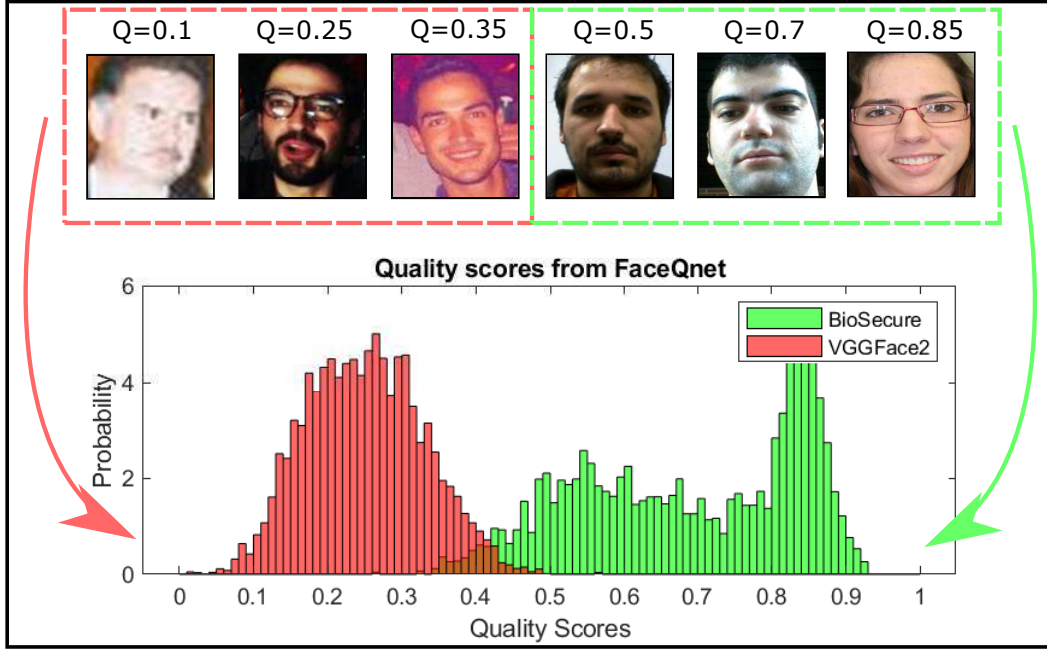 Q=0.1 Q=0.25 Q=0.35 Q=0.5 Q=0.7 Q=0.85
Quality scores from FaceQnet
6
BioSecure
VGGFace2
4
Probability
2
0
0 0.1 0.2 0.3 0.4 0.5 0.6 0.7 0.8 0.9 1
Quality Scores